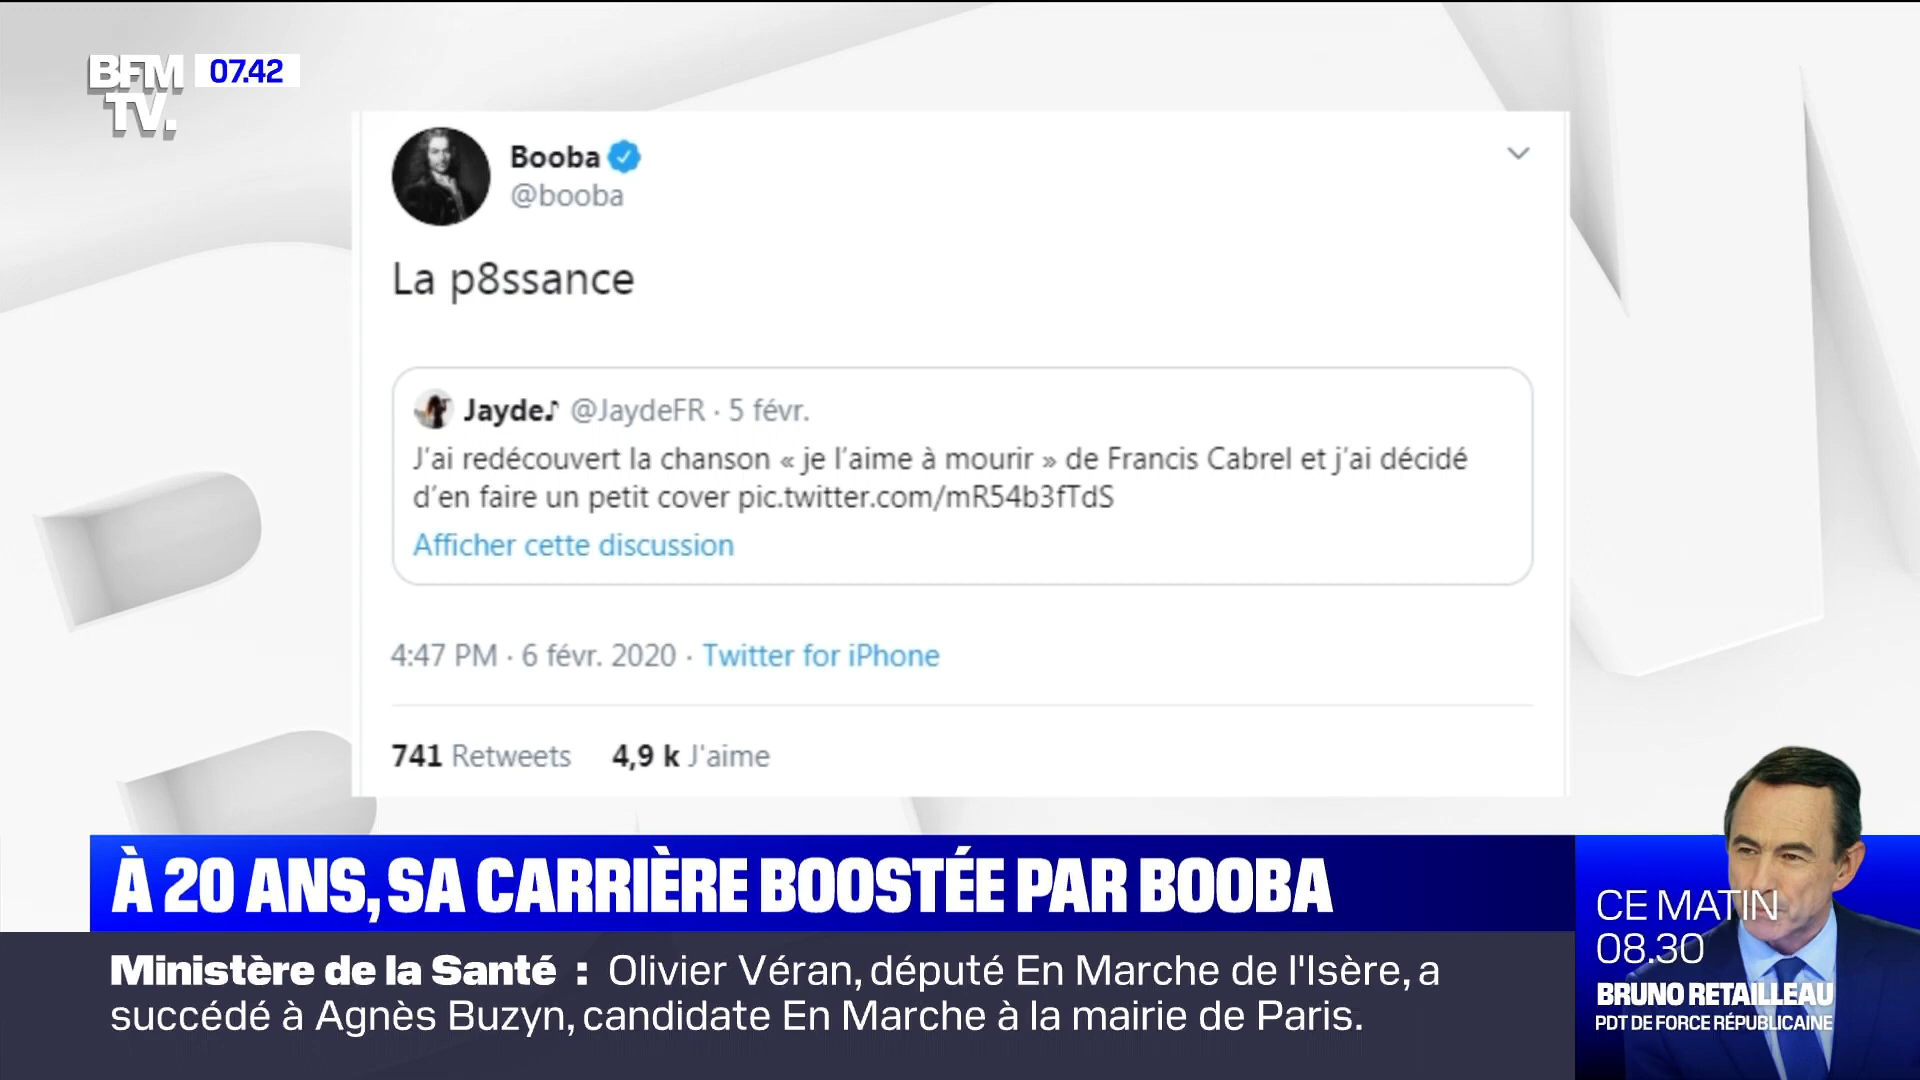 BFM
TV.
07.42
Booba
@booba
La p8ssance
Jayde♪ @JaydeFR · 5 févr.
J'ai redécouvert la chanson « je l'aime à mourir » de Francis Cabrel et j'ai décidé
d'en faire un petit cover pic.twitter.com/mR54b3fTdS
Afficher cette discussion
4:47 PM · 6 févr. 2020 · Twitter for iPhone
741 Retweets 4,9 k J'aime
À 20 ANS, SA CARRIÈRE BOOSTÉE PAR BOOBA
Ministère de la Santé : Olivier Véran, député En Marche de l'Isère, a
succédé à Agnès Buzyn, candidate En Marche à la mairie de Paris.
CE MATIN
08.30
BRUNO RETAILLEAU
PDT DE FORCE RÉPUBLICAINE